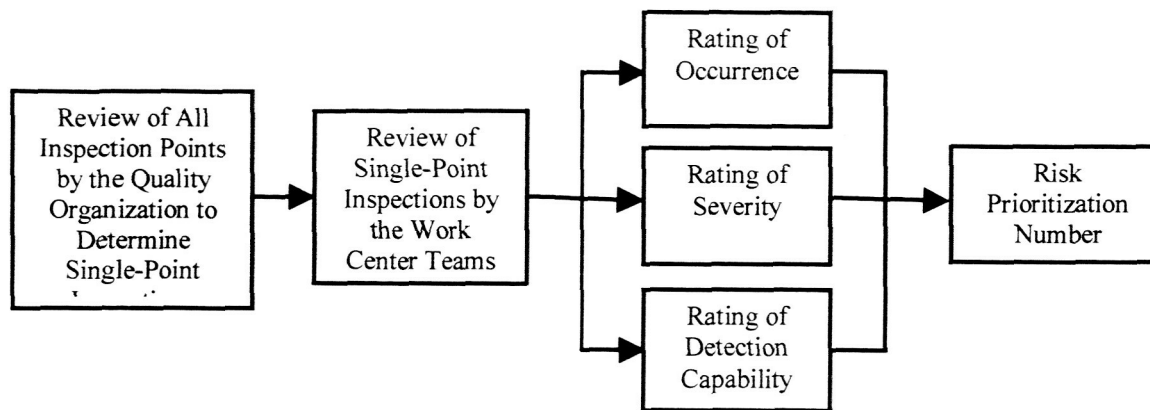 Review of All
Inspection Points
by the Quality
Organization to
Determine
Single-Point
Review of
Single-Point
Inspections by
the Work
Center Teams
Rating of
Occurrence
Rating of
Severity
Rating of
Detection
Capability
Risk
Prioritization
Number